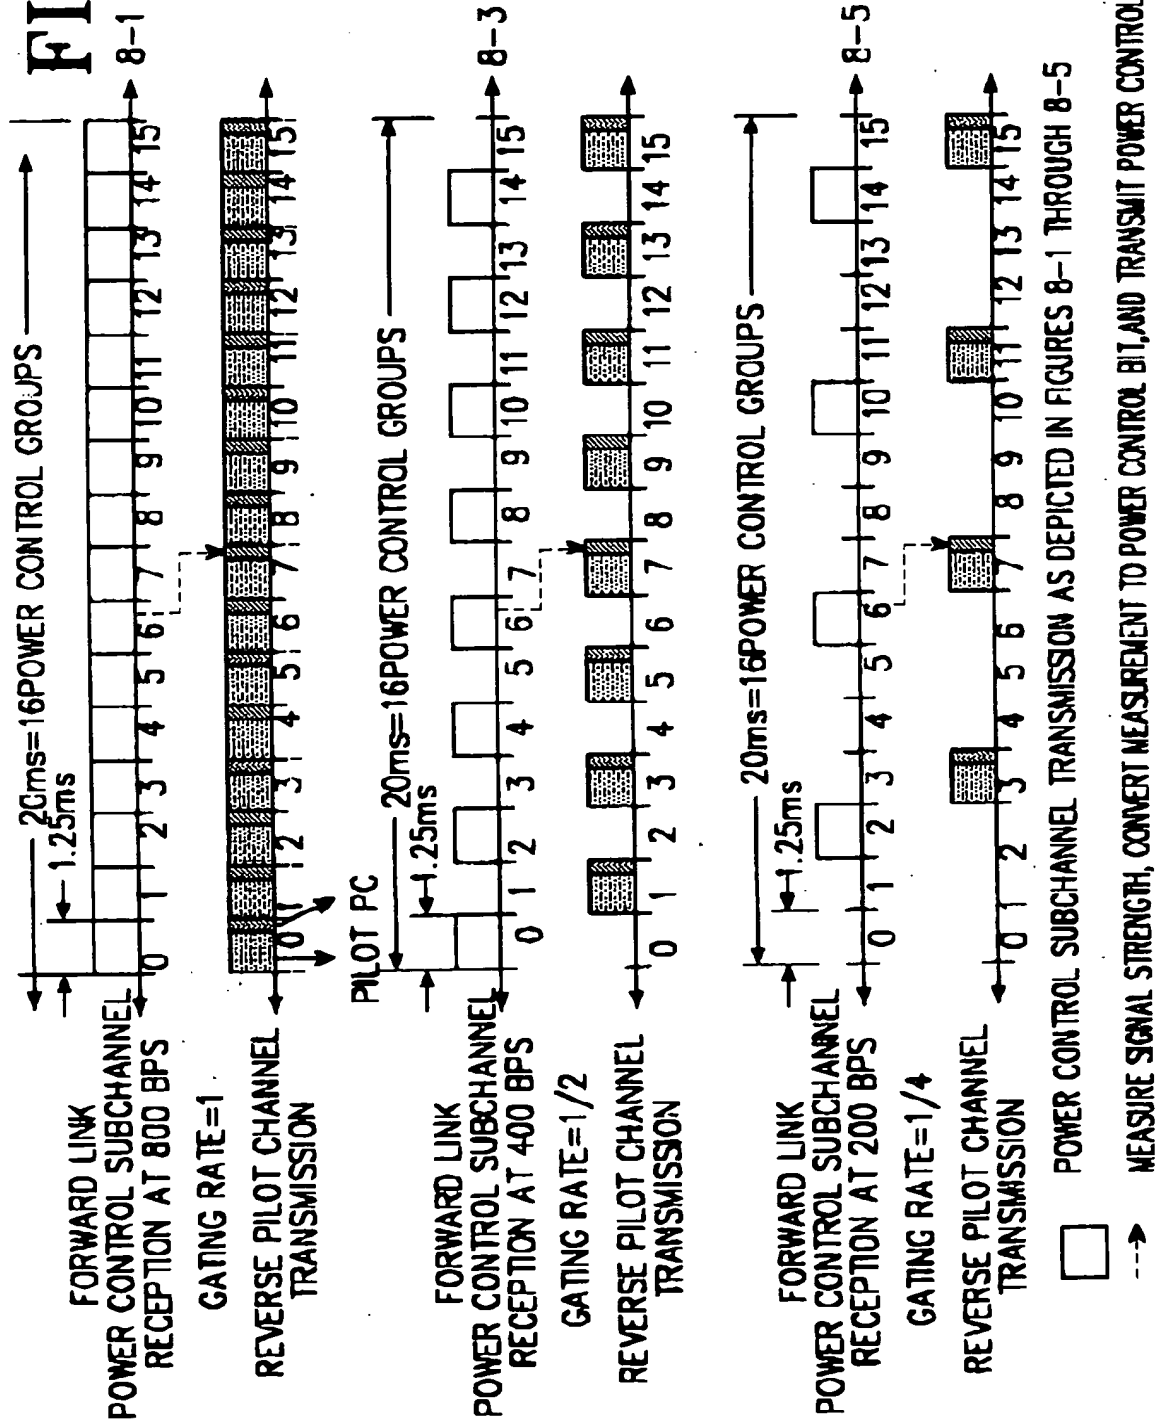 FI
8-1
20ms=16POWER CONTROL GROUPS
1.25ms
FORWARD LINK
POWER CONTROL SUBCHANNEL
RECEPTION AT 800 BPS
0 1 2 3 4 5 6 7 8 9 10 11 12 13 14 15
GATING RATE=1
REVERSE PILOT CHANNEL
TRANSMISSION
0 1 2 3 4 5 6 7 8 9 10 11 12 13 14 15
PILOT PC
8-3
20ms=16POWER CONTROL GROUPS
1.25ms
FORWARD LINK
POWER CONTROL SUBCHANNEL
RECEPTION AT 400 BPS
0 1 2 3 4 5 6 7 8 9 10 11 12 13 14 15
GATING RATE=1/2
REVERSE PILOT CHANNEL
TRANSMISSION
0 1 2 3 4 5 6 7 8 9 10 11 12 13 14 15
8-5
20ms=16POWER CONTROL GROUPS
1.25ms
FORWARD LINK
POWER CONTROL SUBCHANNEL
RECEPTION AT 200 BPS
0 1 2 3 4 5 6 7 8 9 10 11 12 13 14 15
GATING RATE=1/4
REVERSE PILOT CHANNEL
TRANSMISSION
0 1 2 3 4 5 6 7 8 9 10 11 12 13 14 15
POWER CONTROL SUBCHANNEL TRANSMISSION AS DEPICTED IN FIGURES 8-1 THROUGH 8-5
MEASURE SIGNAL STRENGTH, CONVERT MEASUREMENT TO POWER CONTROL BIT,AND TRANSMIT POWER CONTROL